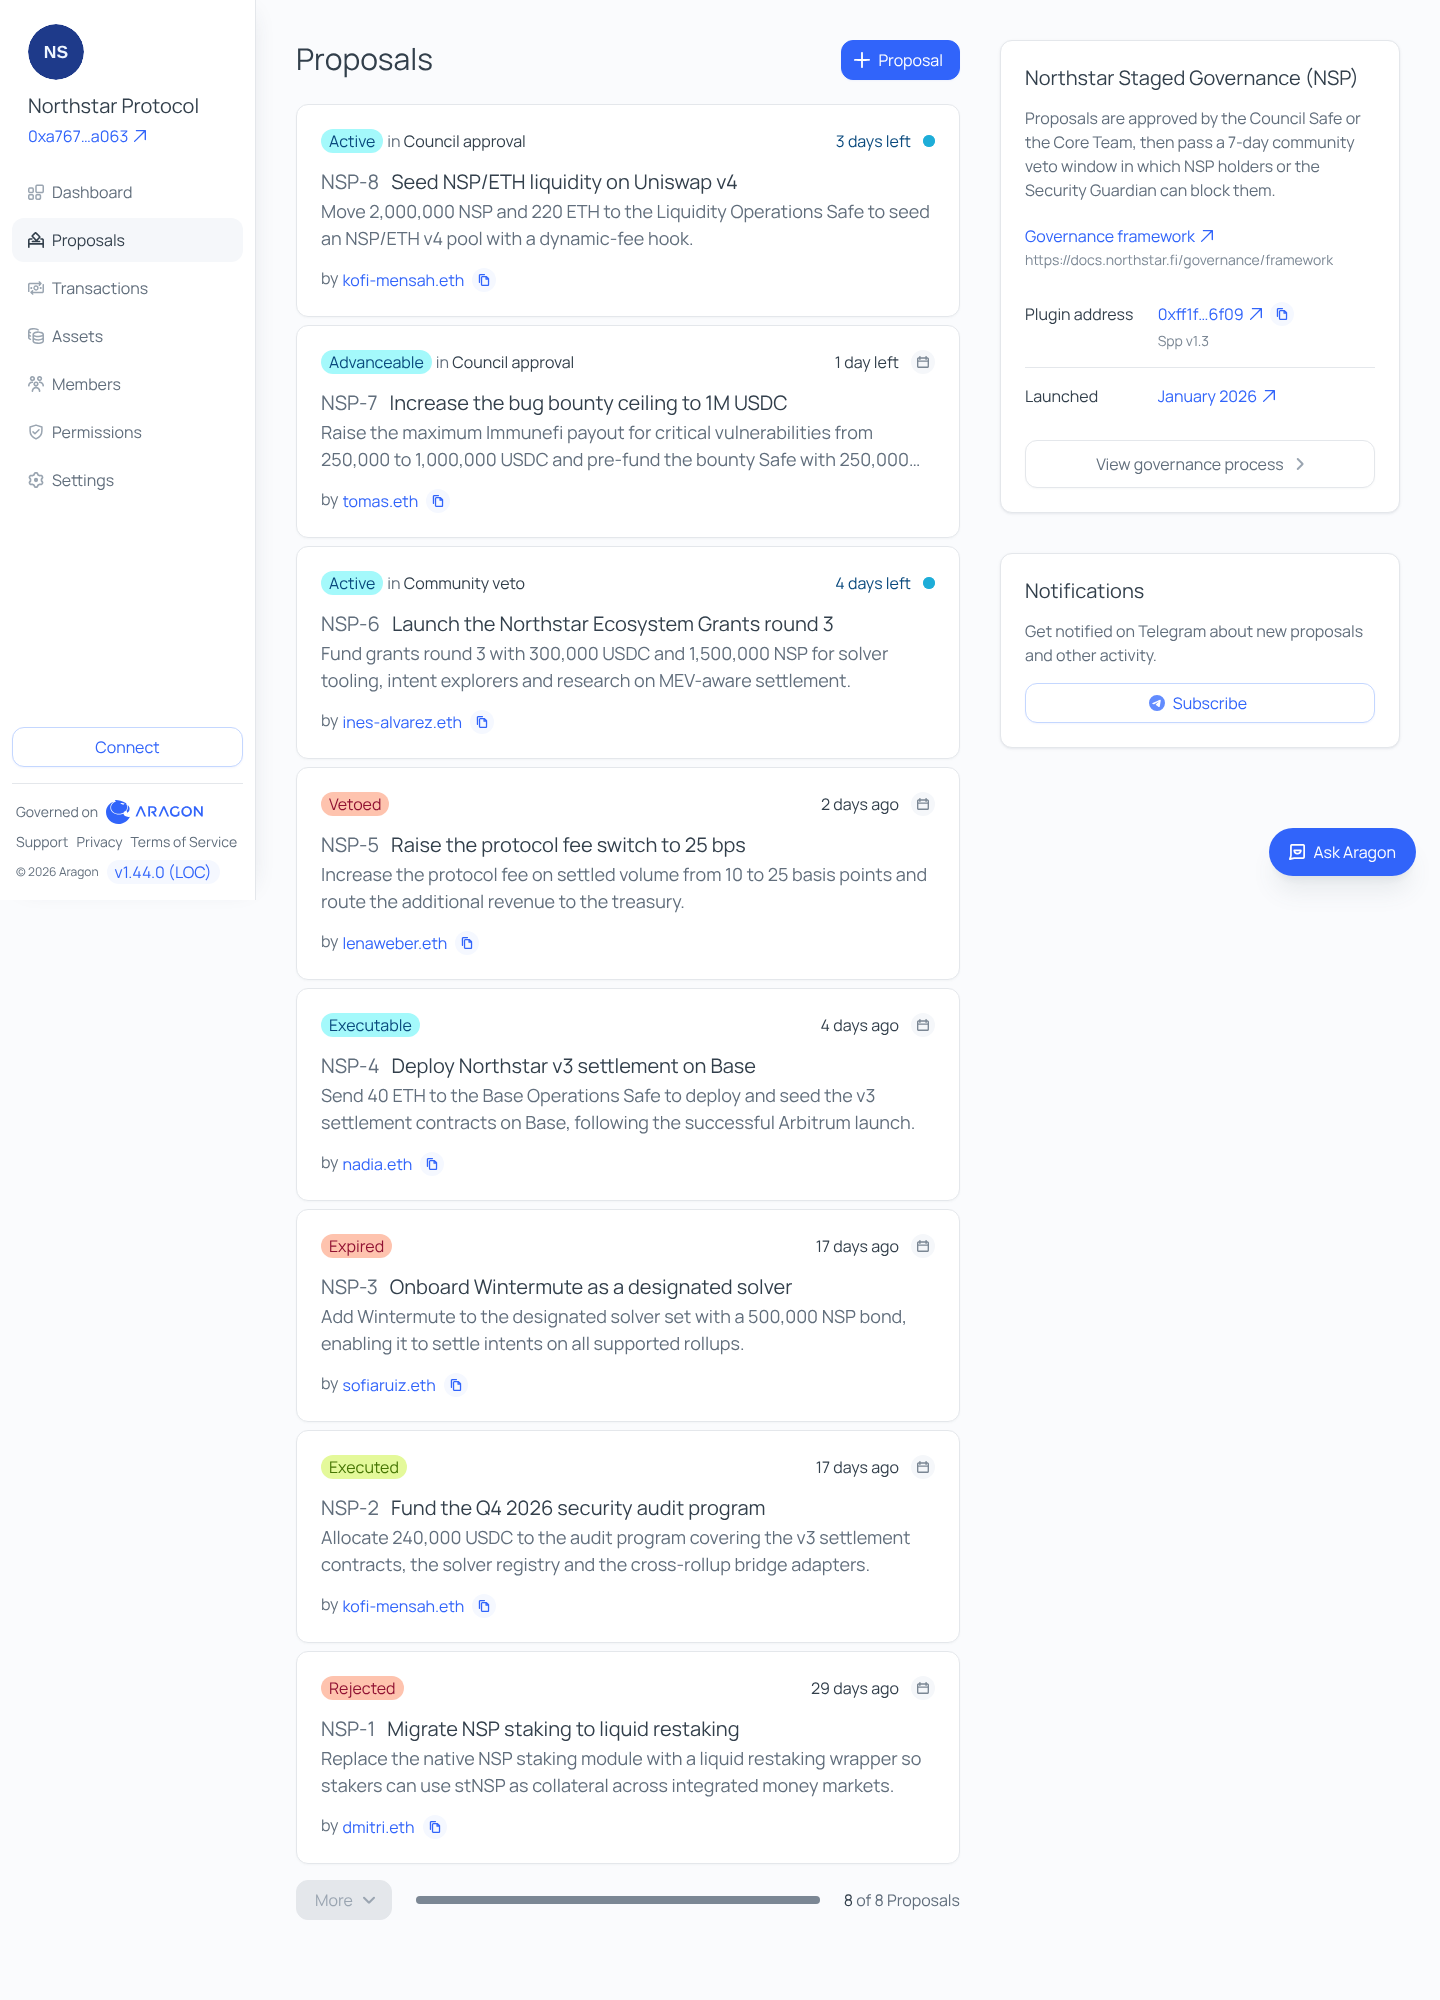 NS
Northstar Protocol
0xa767...a063
Dashboard
Proposals
Transactions
Assets
Members
Permissions
Settings
Connect
Governed on ARAGON
Support Privacy Terms of Service
© 2026 Aragon v1.44.0 (LOC)
Proposals
Proposal
Active in Council approval 3 days left
NSP-8 Seed NSP/ETH liquidity on Uniswap v4
Move 2,000,000 NSP and 220 ETH to the Liquidity Operations Safe to seed
an NSP/ETH v4 pool with a dynamic-fee hook.
by kofi-mensah.eth
Advanceable in Council approval 1 day left
NSP-7 Increase the bug bounty ceiling to 1M USDC
Raise the maximum Immunefi payout for critical vulnerabilities from
250,000 to 1,000,000 USDC and pre-fund the bounty Safe with 250,000...
by tomas.eth
Active in Community veto 4 days left
NSP-6 Launch the Northstar Ecosystem Grants round 3
Fund grants round 3 with 300,000 USDC and 1,500,000 NSP for solver
tooling, intent explorers and research on MEV-aware settlement.
by ines-alvarez.eth
Vetoed 2 days ago
NSP-5 Raise the protocol fee switch to 25 bps
Increase the protocol fee on settled volume from 10 to 25 basis points and
route the additional revenue to the treasury.
by lenaweber.eth
Executable 4 days ago
NSP-4 Deploy Northstar v3 settlement on Base
Send 40 ETH to the Base Operations Safe to deploy and seed the v3
settlement contracts on Base, following the successful Arbitrum launch.
by nadia.eth
Expired 17 days ago
NSP-3 Onboard Wintermute as a designated solver
Add Wintermute to the designated solver set with a 500,000 NSP bond,
enabling it to settle intents on all supported rollups.
by sofiaruiz.eth
Executed 17 days ago
NSP-2 Fund the Q4 2026 security audit program
Allocate 240,000 USDC to the audit program covering the v3 settlement
contracts, the solver registry and the cross-rollup bridge adapters.
by kofi-mensah.eth
Rejected 29 days ago
NSP-1 Migrate NSP staking to liquid restaking
Replace the native NSP staking module with a liquid restaking wrapper so
stakers can use stNSP as collateral across integrated money markets.
by dmitri.eth
More 8 of 8 Proposals
Northstar Staged Governance (NSP)
Proposals are approved by the Council Safe or
the Core Team, then pass a 7-day community
veto window in which NSP holders or the
Security Guardian can block them.
Governance framework
https://docs.northstar.fi/governance/framework
Plugin address 0xff1f...6f09
Spp v1.3
Launched January 2026
View governance process
Notifications
Get notified on Telegram about new proposals
and other activity.
Subscribe
Ask Aragon